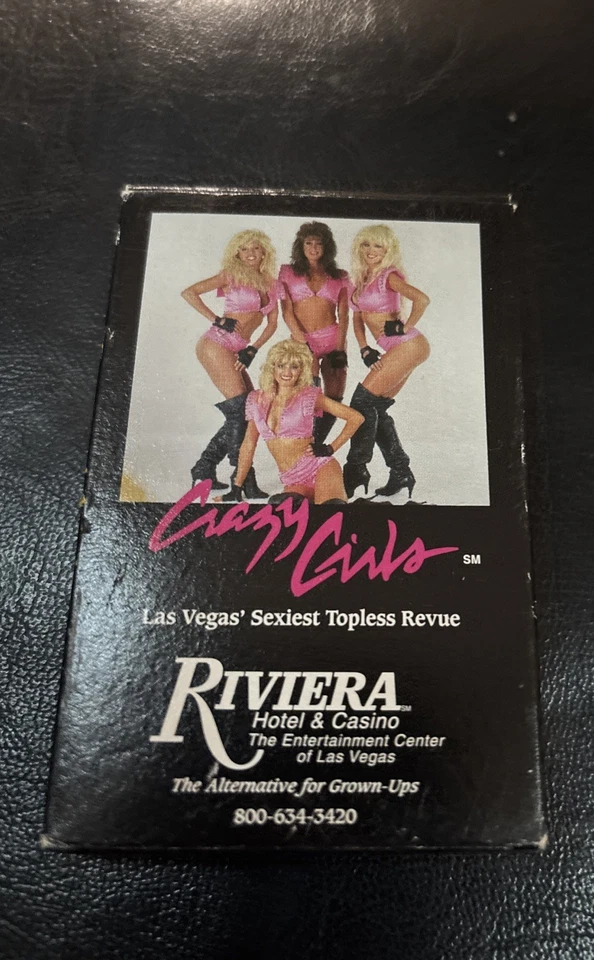 Crazy Girls SM
Las Vegas' Sexiest Topless Revue
RIVIERA SM
Hotel & Casino
The Entertainment Center
of Las Vegas
The Alternative for Grown-Ups
800-634-3420